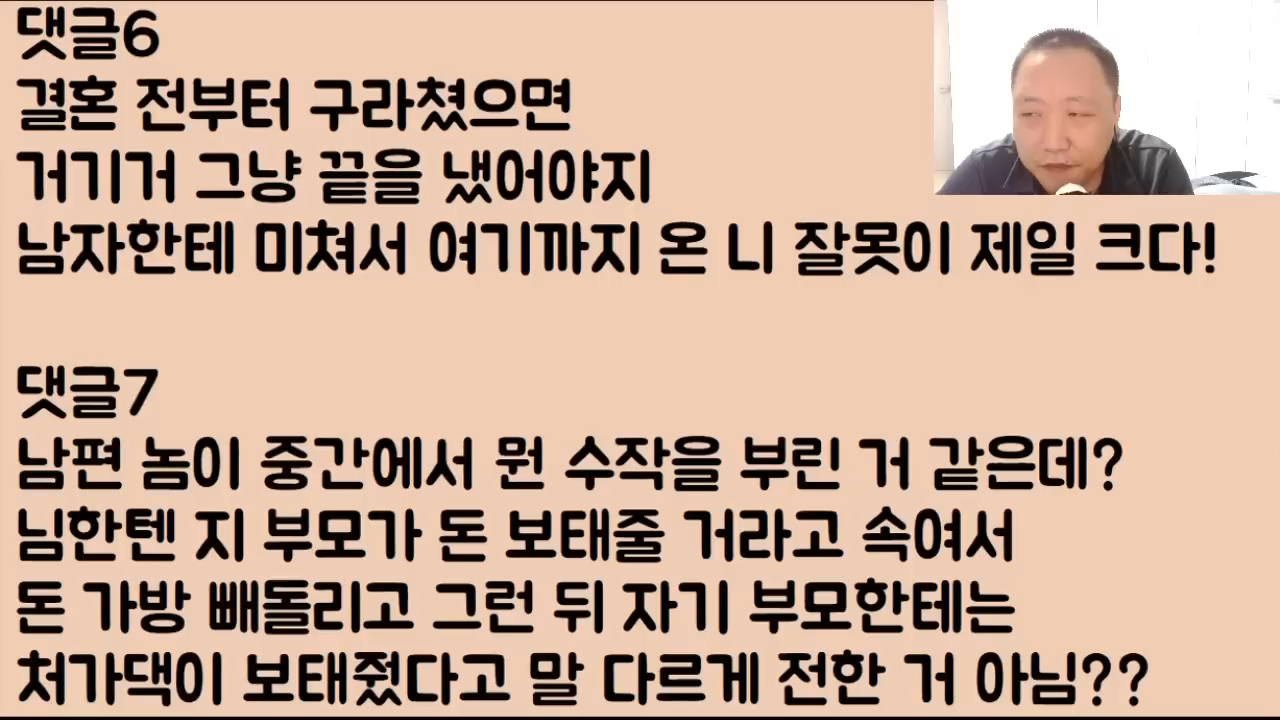 댓글6
결혼 전부터 구라쳤으면
거기거 그냥 끝을 냈어야지
남자한테 미쳐서 여기까지 온 니 잘못이 제일 크다!
댓글7
남편 놈이 중간에서 뭔 수작을 부린 거 같은데?
님한텐 지 부모가 돈 보태줄 거라고 속여서
돈 가방 빼돌리고 그런 뒤 자기 부모한테는
처가댁이 보태줬다고 말 다르게 전한 거 아님??